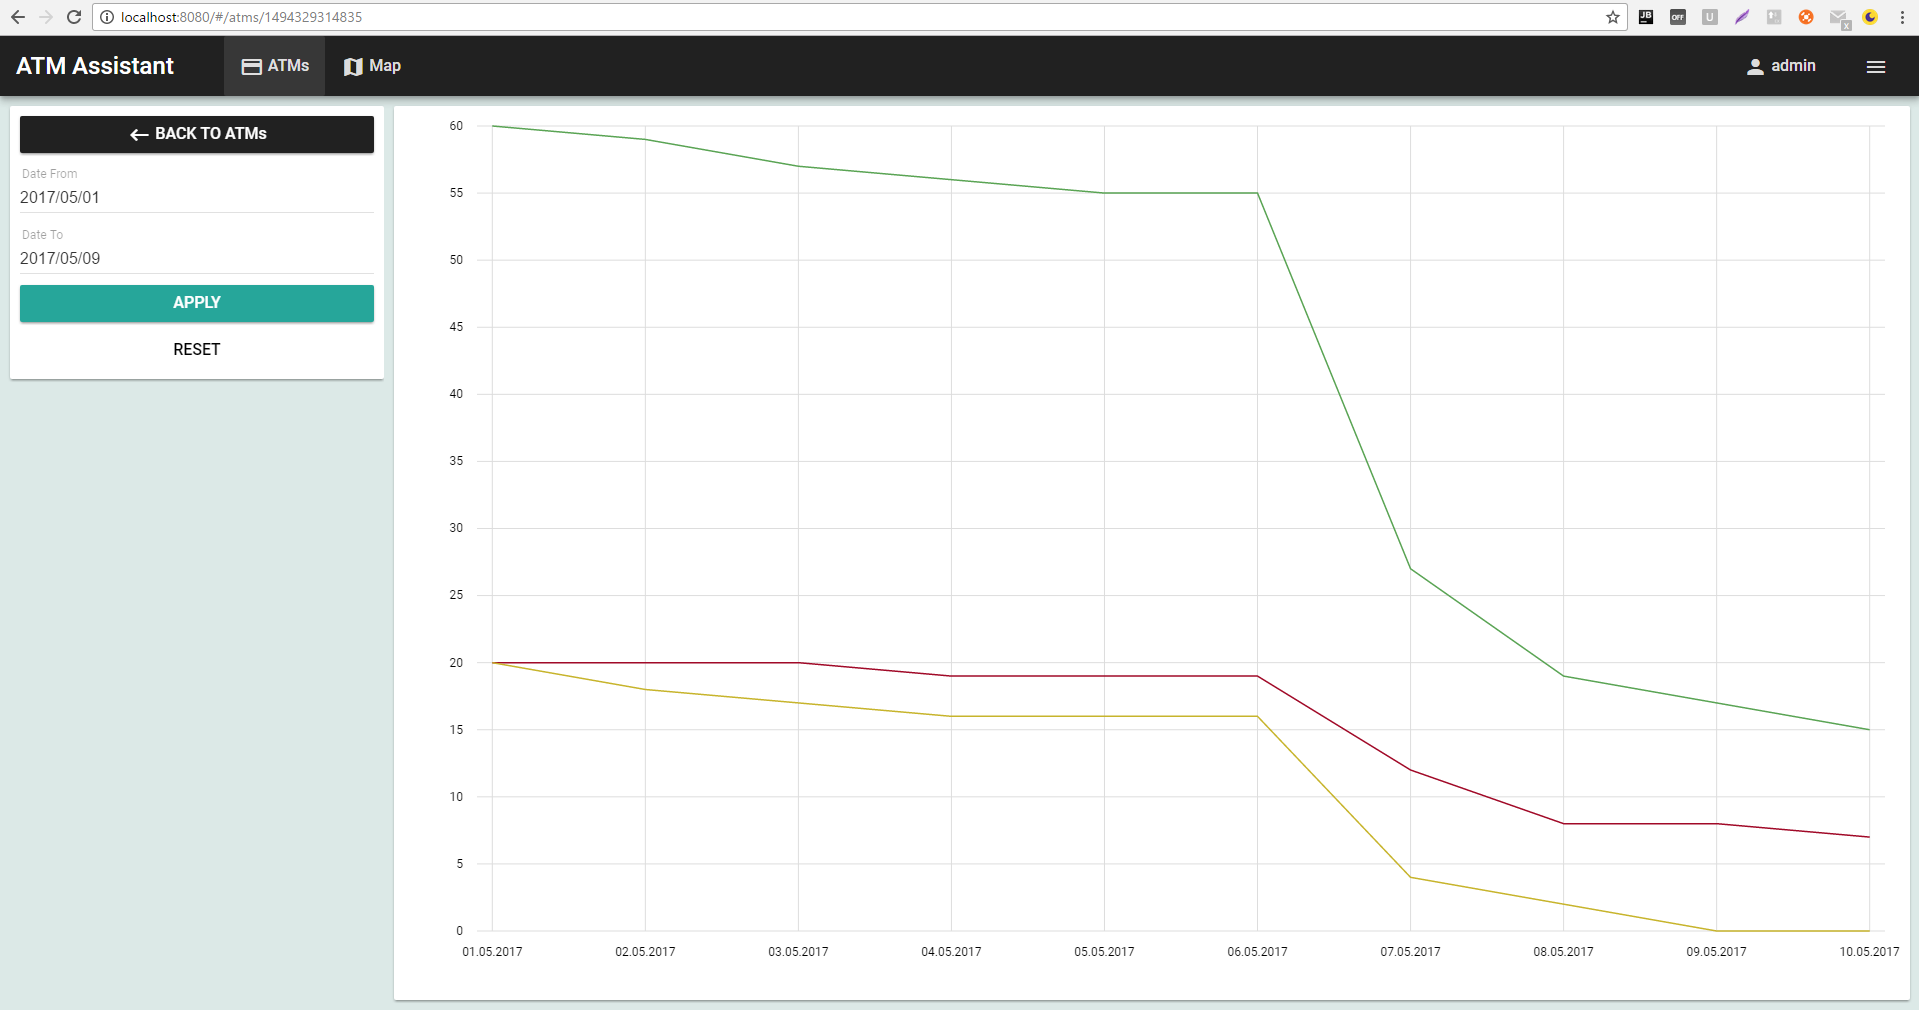 localhost:8080/#/atms/1494329314835
JB
OFF
U
x
ATM Assistant
ATMs
Map
admin
BACK TO ATMs
Date From
2017/05/01
Date To
2017/05/09
APPLY
RESET
60
55
50
45
40
35
30
25
20
15
10
5
0
01.05.2017 02.05.2017 03.05.2017 04.05.2017 05.05.2017 06.05.2017 07.05.2017 08.05.2017 09.05.2017 10.05.2017